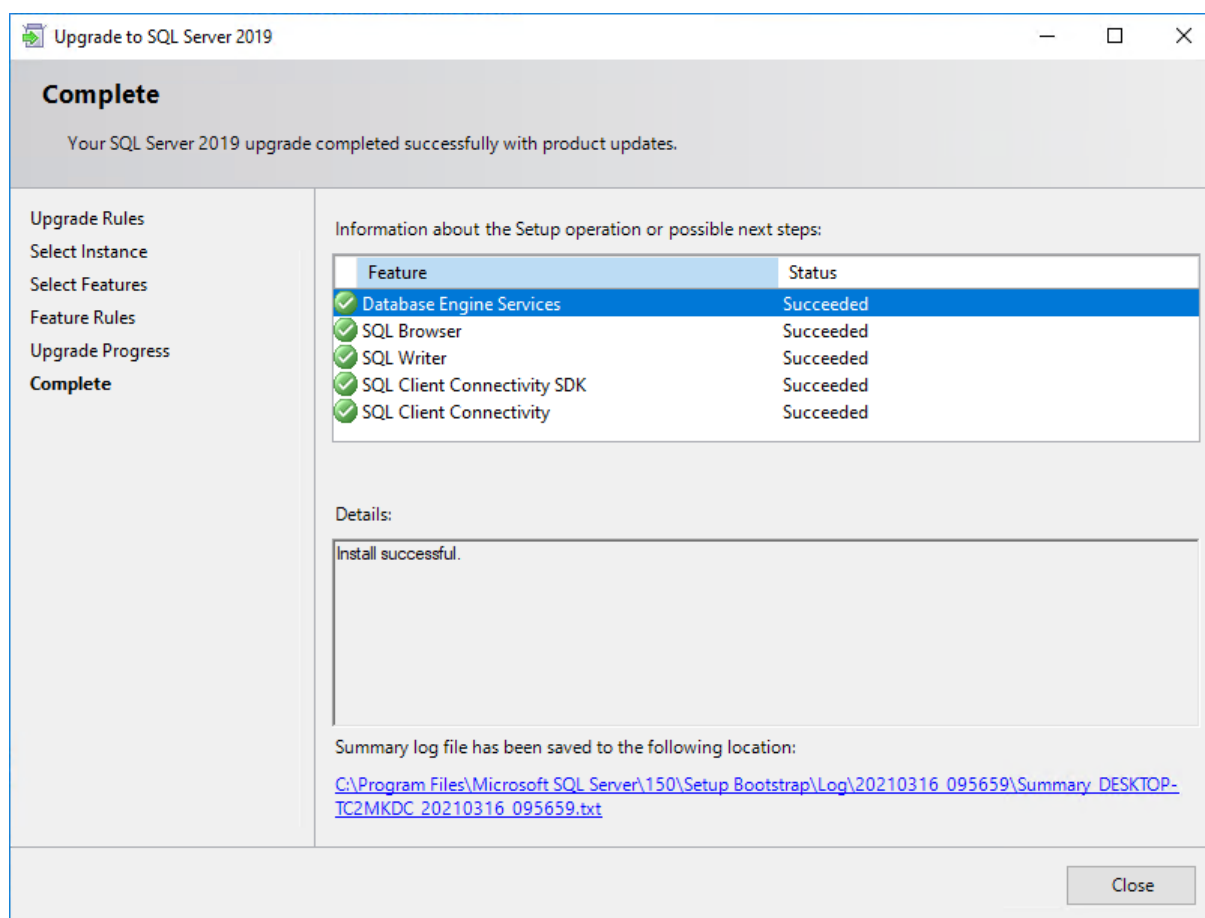 Upgrade to SQL Server 2019
Complete
Your SQL Server 2019 upgrade completed successfully with product updates.
Upgrade Rules
Select Instance
Select Features
Feature Rules
Upgrade Progress
Complete
Information about the Setup operation or possible next steps:
Feature Status
Database Engine Services Succeeded
SQL Browser Succeeded
SQL Writer Succeeded
SQL Client Connectivity SDK Succeeded
SQL Client Connectivity Succeeded
Details:
Install successful.
Summary log file has been saved to the following location:
C:\Program Files\Microsoft SQL Server\150\Setup Bootstrap\Log\20210316_095659\Summary_DESKTOP-
TC2MKDC_20210316_095659.txt
Close